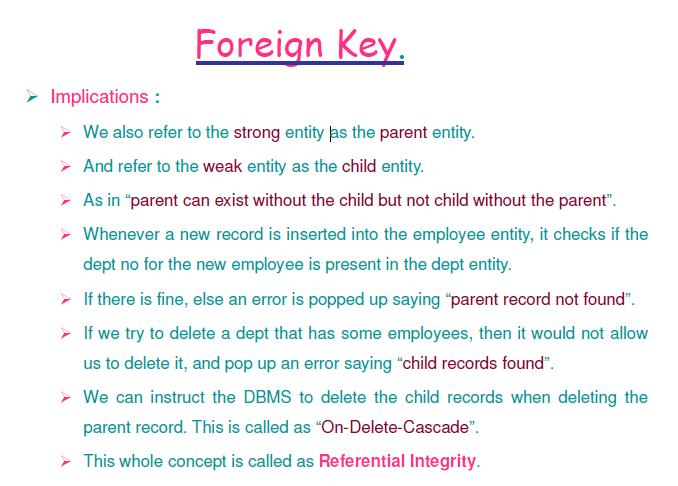 Foreign Key.
Implications :
We also refer to the strong entity as the parent entity.
And refer to the weak entity as the child entity.
As in “parent can exist without the child but not child without the parent”.
Whenever a new record is inserted into the employee entity, it checks if the
dept no for the new employee is present in the dept entity.
If there is fine, else an error is popped up saying “parent record not found”.
If we try to delete a dept that has some employees, then it would not allow
us to delete it, and pop up an error saying “child records found”.
We can instruct the DBMS to delete the child records when deleting the
parent record. This is called as “On-Delete-Cascade”.
This whole concept is called as Referential Integrity.